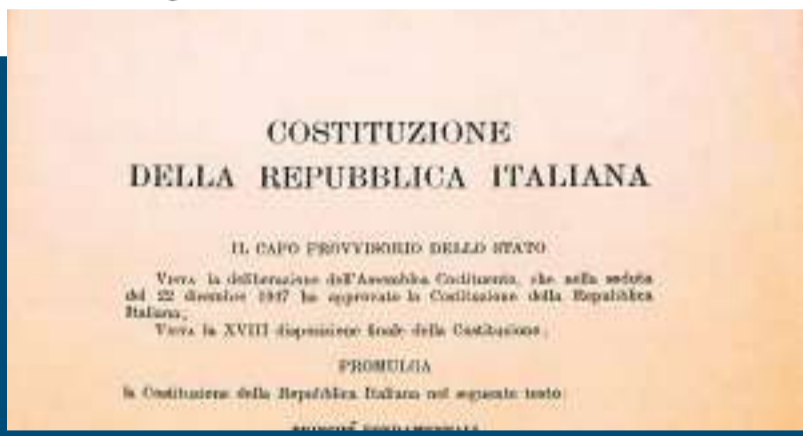 COSTITUZIONE
DELLA REPUBBLICA ITALIANA
IL CAPO PROVVISORIO DELLO STATO
VISTA la deliberazione dell'Assemblea Costituente, che nella seduta
del 22 dicembre 1947 ha approvato la Costituzione della Repubblica
Italiana;
VISTA la XVIII disposizione finale della Costituzione;
PROMULGA
la Costituzione della Repubblica Italiana nel seguente testo:
PRINCIPÎ FONDAMENTALI